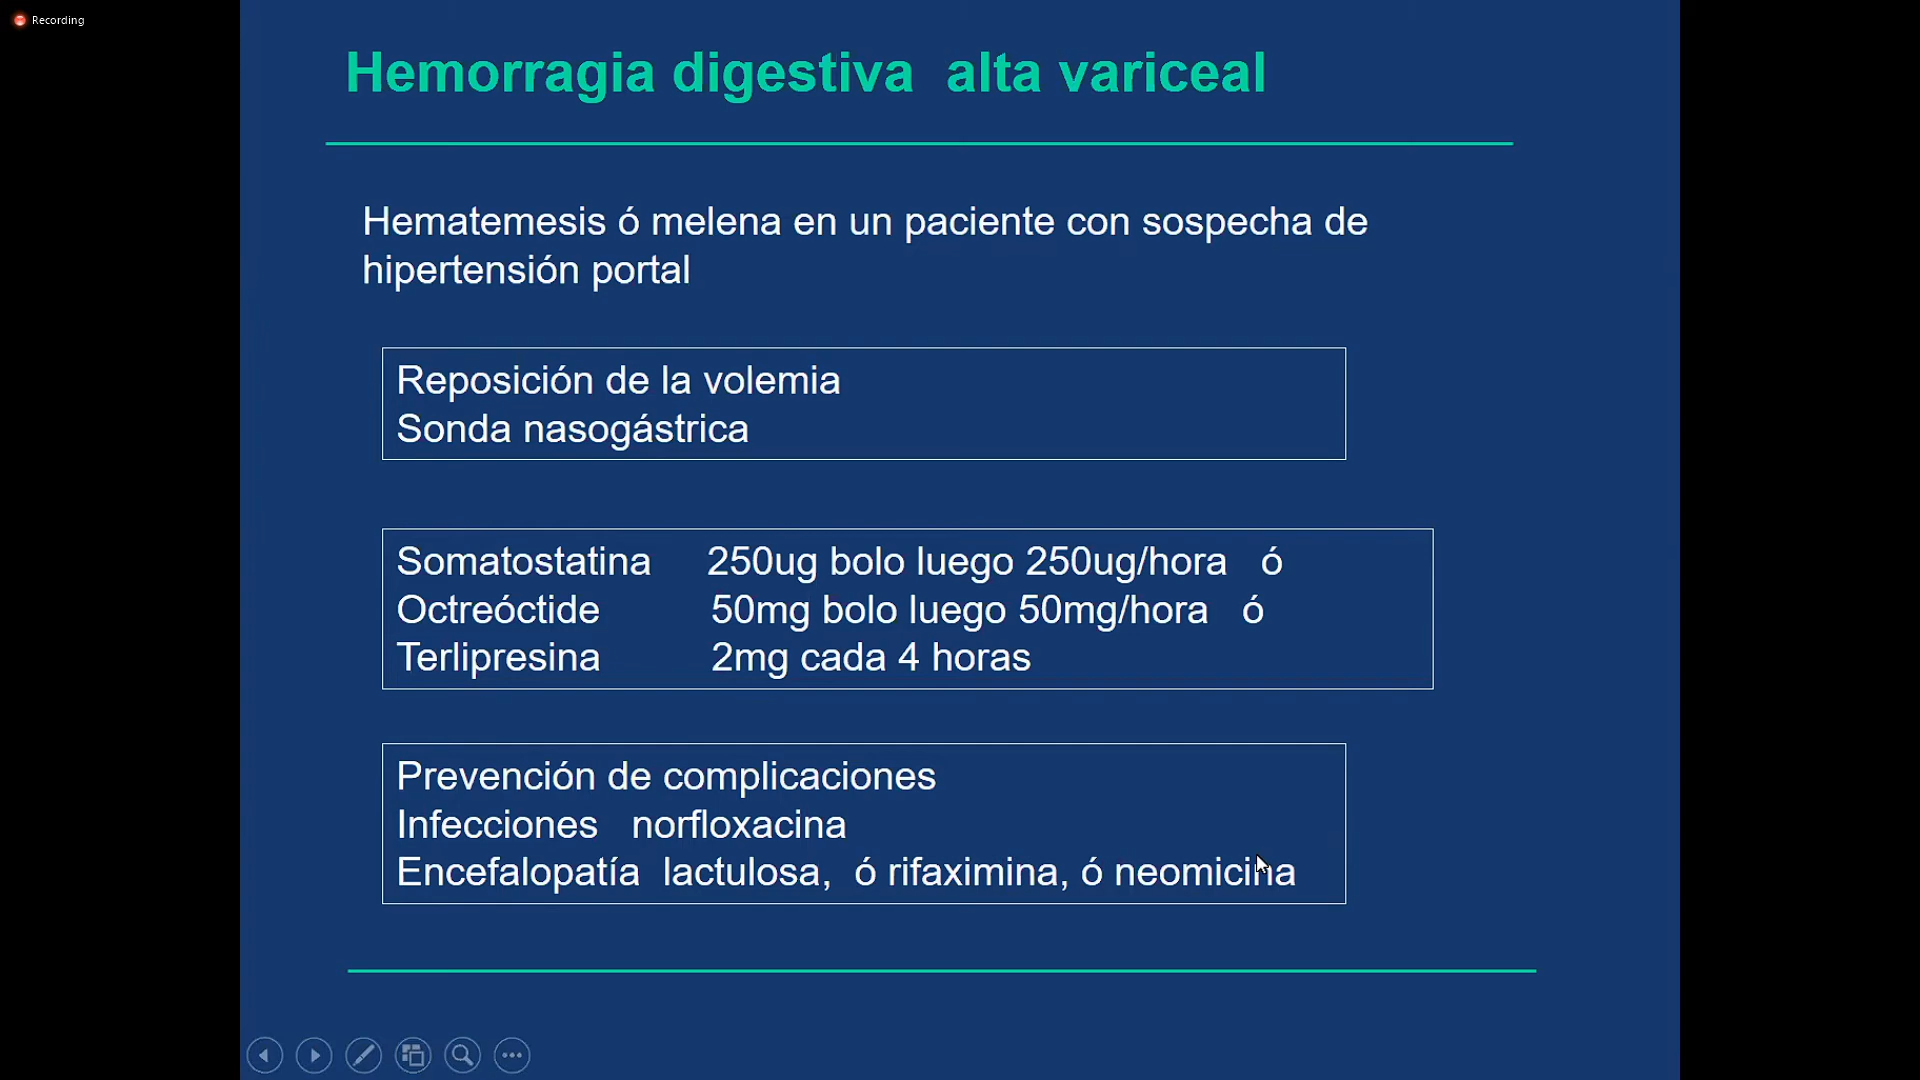 Recording
Hemorragia digestiva alta variceal
Hematemesis ó melena en un paciente con sospecha de
hipertensión portal
Reposición de la volemia
Sonda nasogástrica
Somatostatina 250ug bolo luego 250ug/hora ó
Octreóctide 50mg bolo luego 50mg/hora ó
Terlipresina 2mg cada 4 horas
Prevención de complicaciones
Infecciones norfloxacina
Encefalopatía lactulosa, ó rifaximina, ó neomicina